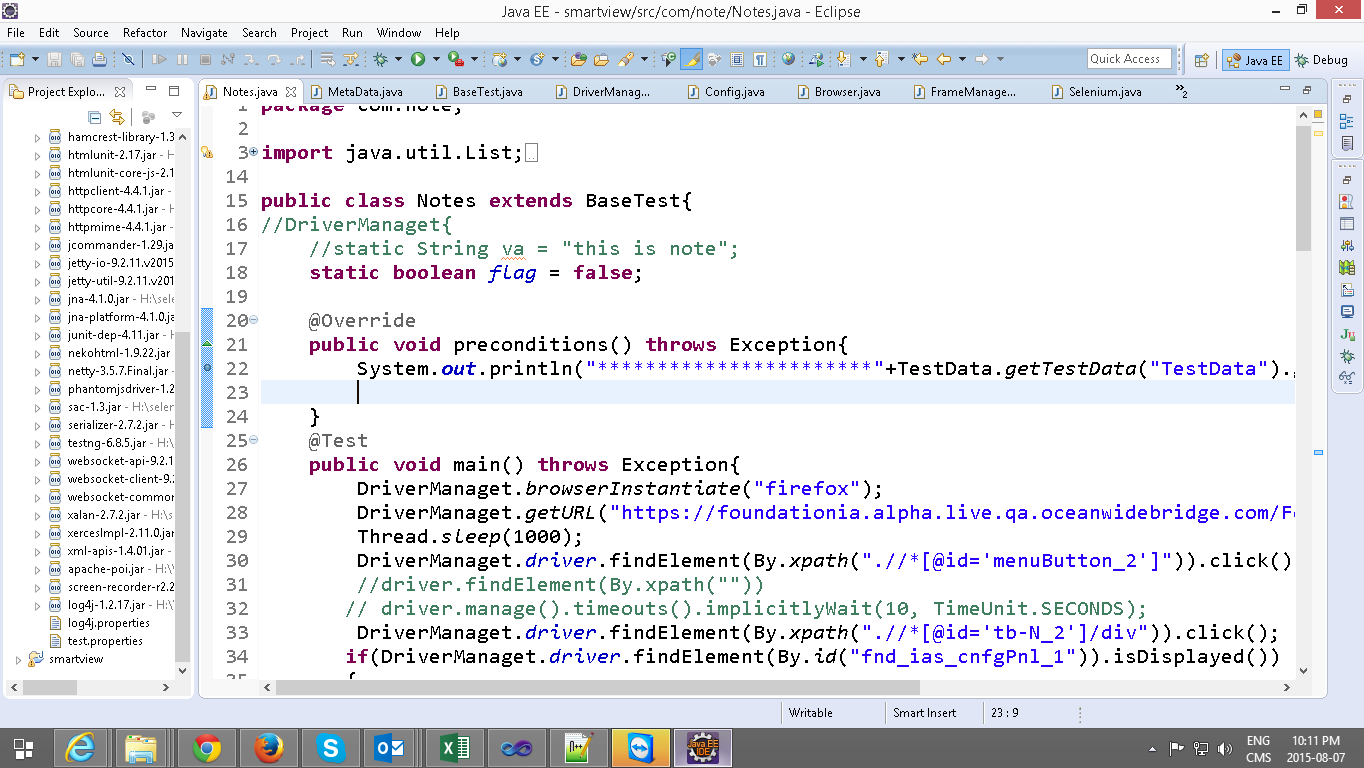 Java EE - smartview/src/com/note/Notes.java - Eclipse
File Edit Source Refactor Navigate Search Project Run Window Help
Quick Access Java EE Debug
Project Explo...
Notes.java MetaData.java BaseTest.java DriverManag... Config.java Browser.java FrameManage... Selenium.java »2
hamcrest-library-1.3
htmlunit-2.17.jar - H
htmlunit-core-js-2.1
httpclient-4.4.1.jar -
httpcore-4.4.1.jar -
httpmime-4.4.1.jar -
jcommander-1.29.ja
jetty-io-9.2.11.v2015
jetty-util-9.2.11.v201
jna-4.1.0.jar - H:\sele
jna-platform-4.1.0.ja
junit-dep-4.11.jar - H
nekohtml-1.9.22.jar
netty-3.5.7.Final.jar -
phantomjsdriver-1.2
sac-1.3.jar - H:\seler
serializer-2.7.2.jar -
testng-6.8.5.jar - H:\
websocket-api-9.2.1
websocket-client-9.2
websocket-common
xalan-2.7.2.jar - H:\s
xercesImpl-2.11.0.jar
xml-apis-1.4.01.jar -
apache-poi.jar - H:\
screen-recorder-r2.2
log4j-1.2.17.jar - H:\
log4j.properties
test.properties
smartview
1 package com.note;
2
3 import java.util.List;
14
15 public class Notes extends BaseTest{
16 //DriverManaget{
17 //static String va = "this is note";
18 static boolean flag = false;
19
20 @Override
21 public void preconditions() throws Exception{
22 System.out.println("***********************"+TestData.getTestData("TestData").
23
24 }
25 @Test
26 public void main() throws Exception{
27 DriverManaget.browserInstantiate("firefox");
28 DriverManaget.getURL("https://foundationia.alpha.live.qa.oceanwidebridge.com/Fo
29 Thread.sleep(1000);
30 DriverManaget.driver.findElement(By.xpath(".//*[@id='menuButton_2']")).click()
31 //driver.findElement(By.xpath(""))
32 // driver.manage().timeouts().implicitlyWait(10, TimeUnit.SECONDS);
33 DriverManaget.driver.findElement(By.xpath(".//*[@id='tb-N_2']/div")).click();
34 if(DriverManaget.driver.findElement(By.id("fnd_ias_cnfgPnl_1")).isDisplayed())
35 {
Writable Smart Insert 23 : 9
ENG 10:11 PM
CMS 2015-08-07